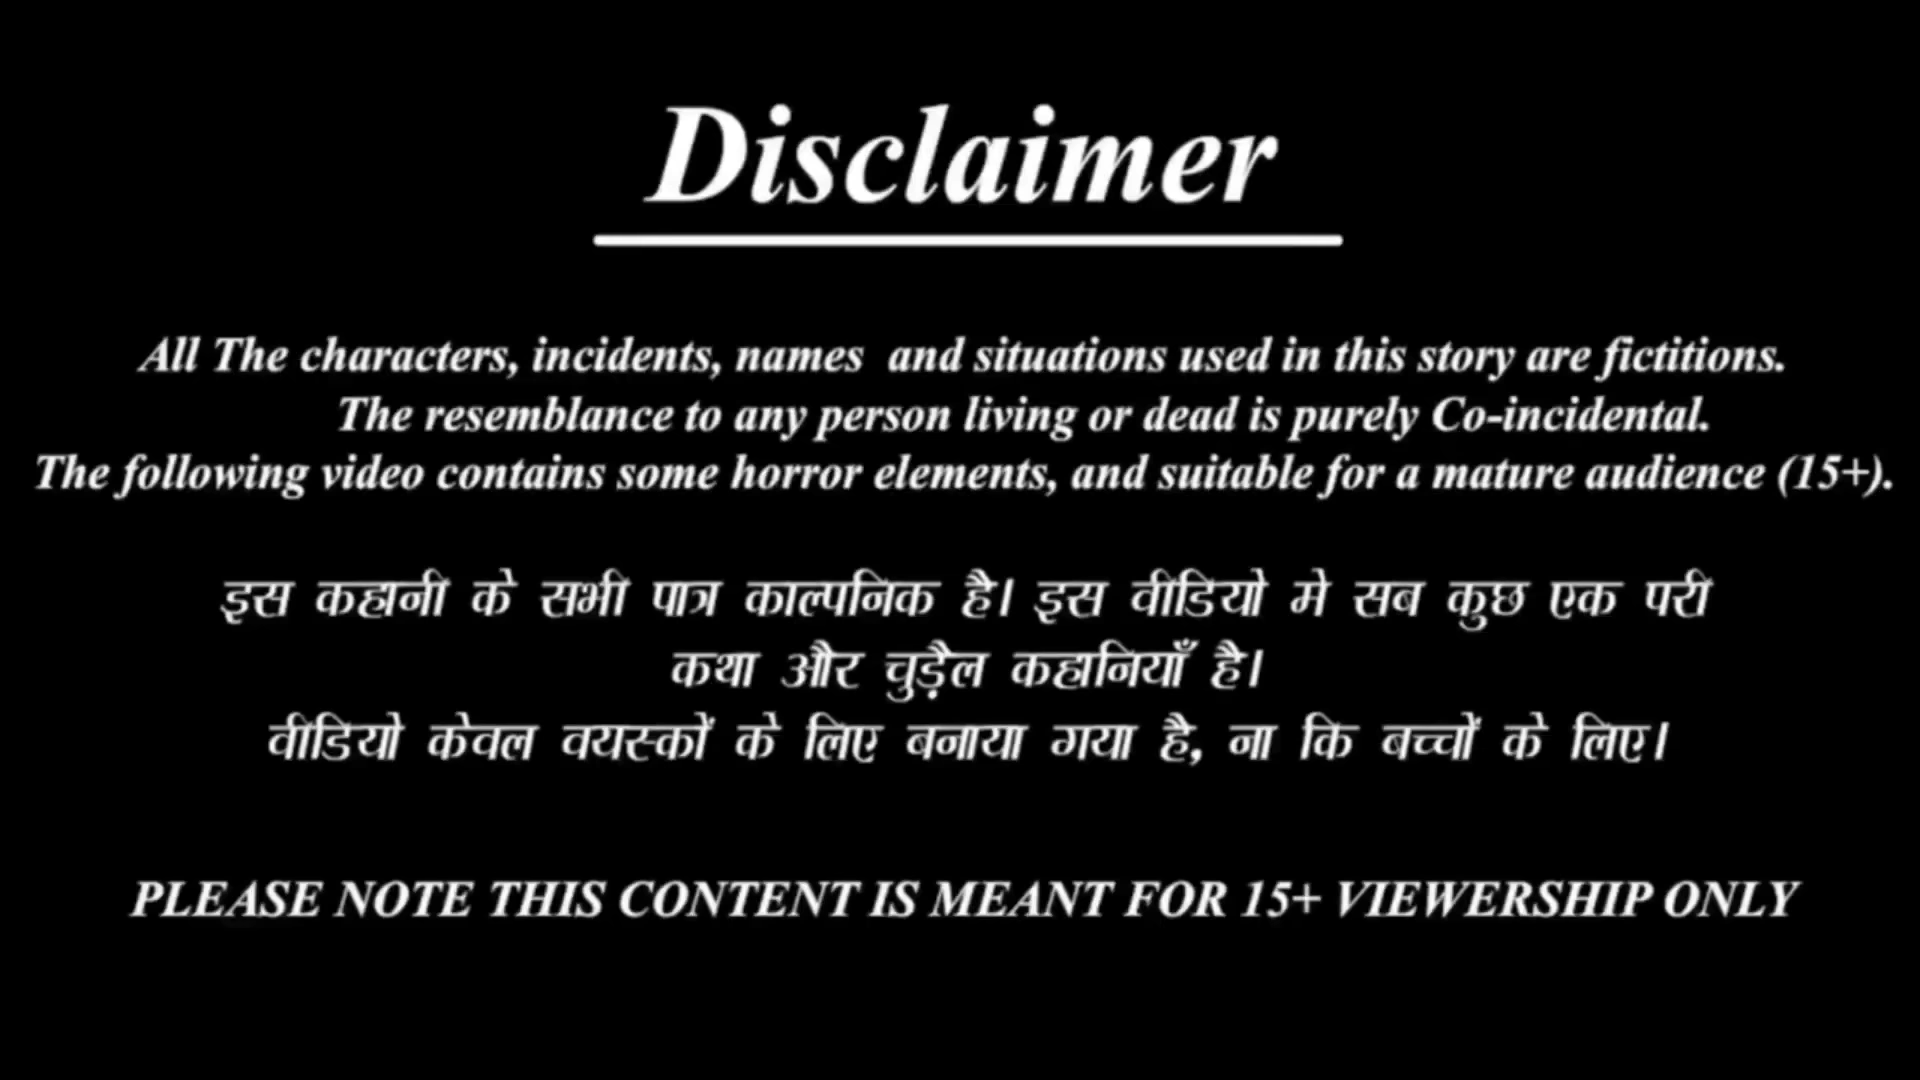 Disclaimer
All The characters, incidents, names and situations used in this story are fictitions.
The resemblance to any person living or dead is purely Co-incidental.
The following video contains some horror elements, and suitable for a mature audience (15+).
इस कहानी के सभी पात्र काल्पनिक है। इस वीडियो मे सब कुछ एक परी
कथा और चुड़ैल कहानियाँ है।
वीडियो केवल वयस्कों के लिए बनाया गया है, ना कि बच्चों के लिए।
PLEASE NOTE THIS CONTENT IS MEANT FOR 15+ VIEWERSHIP ONLY